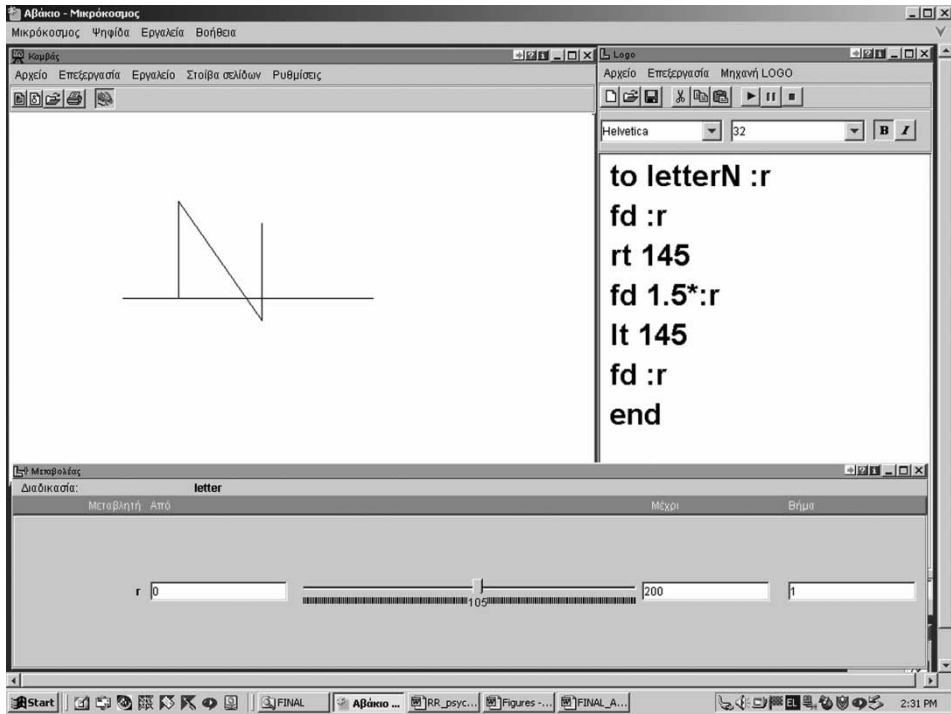 Αβάκιο - Μικρόκοσμος
Μικρόκοσμος Ψηφίδα Εργαλεία Βοήθεια
Καμβάς
Αρχείο Επεξεργασία Εργαλείο Στοίβα σελίδων Ρυθμίσεις
Logo
Αρχείο Επεξεργασία Μηχανή LOGO
Helvetica 32 B I
to letterN :r
fd :r
rt 145
fd 1.5*:r
lt 145
fd :r
end
Μεταβολέας
Διαδικασία: letter
Μεταβλητή Από Μέχρι Βήμα
r 0 105 200 1
Start FINAL Αβάκιο ... RR_psyc... Figures -... FINAL_A... EL 2:31 PM